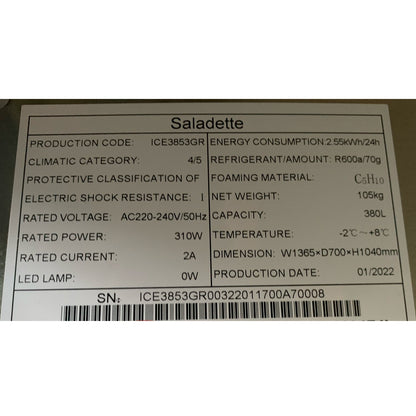 Saladette
PRODUCTION CODE: ICE3853GR
CLIMATIC CATEGORY: 4/5
PROTECTIVE CLASSIFICATION OF
ELECTRIC SHOCK RESISTANCE: I
RATED VOLTAGE: AC220-240V/50Hz
RATED POWER: 310W
RATED CURRENT: 2A
LED LAMP: 0W
ENERGY CONSUMPTION:2.55kWh/24h
REFRIGERANT/AMOUNT: R600a/70g
FOAMING MATERIAL: C5H10
NET WEIGHT: 105kg
CAPACITY: 380L
TEMPERATURE: -2℃~+8℃
DIMENSION: W1365×D700×H1040mm
PRODUCTION DATE: 01/2022
SN: ICE3853GR00322011700A70008